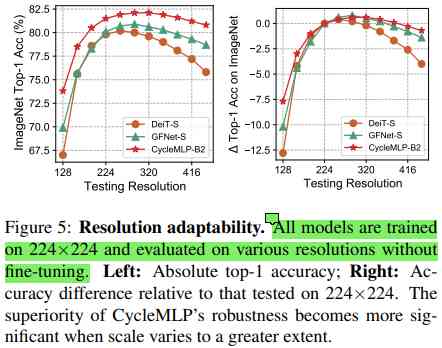 82.5
80.0
77.5
75.0
72.5
70.0
67.5
ImageNet Top-1 Acc (%)
DeiT-S
GFNet-S
CycleMLP-B2
128 224 320 416
Testing Resolution
0.0
−2.5
−5.0
−7.5
−10.0
−12.5
Δ Top-1 Acc on ImageNet
DeiT-S
GFNet-S
CycleMLP-B2
128 224 320 416
Testing Resolution
Figure 5: Resolution adaptability. All models are trained
on 224×224 and evaluated on various resolutions without
fine-tuning. Left: Absolute top-1 accuracy; Right: Ac-
curacy difference relative to that tested on 224×224. The
superiority of CycleMLP's robustness becomes more sig-
nificant when scale varies to a greater extent.